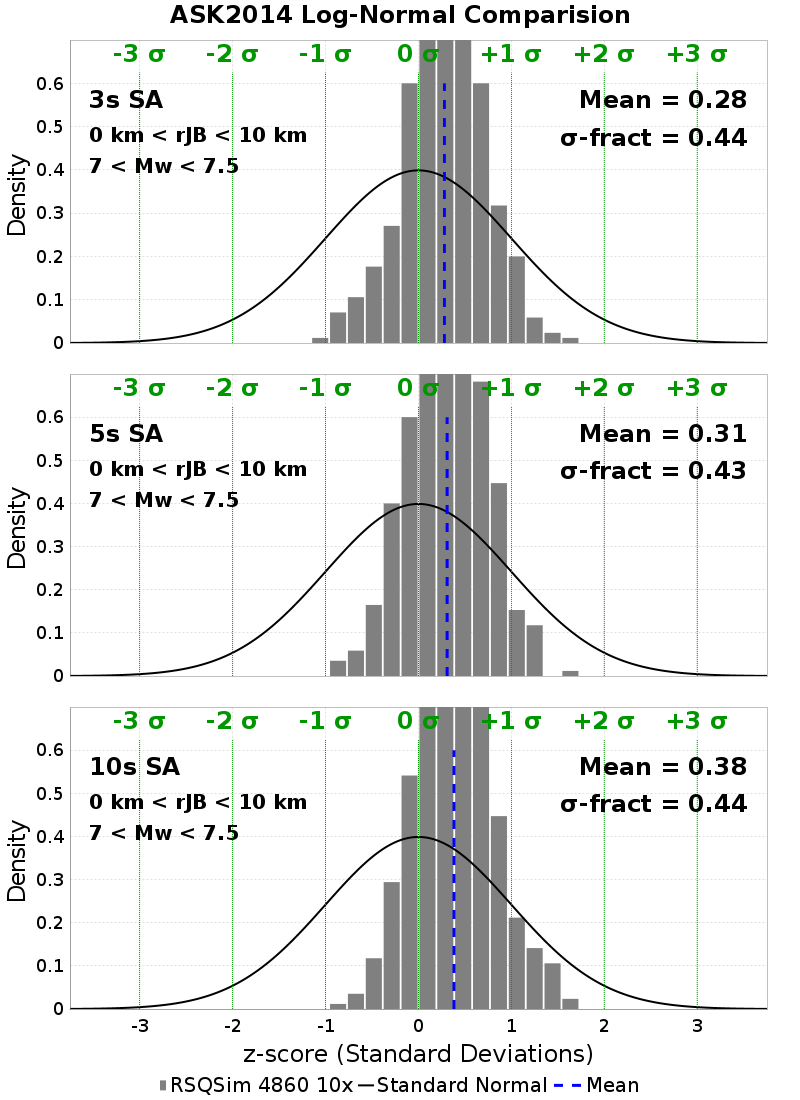 ASK2014 Log-Normal Comparision
-3 σ -2 σ -1 σ 0 σ +1 σ +2 σ +3 σ
3s SA
0 km < rJB < 10 km
7 < Mw < 7.5
Mean = 0.28
σ-fract = 0.44
0.6
0.5
0.4
0.3
0.2
0.1
0
Density
-3 σ -2 σ -1 σ 0 σ +1 σ +2 σ +3 σ
5s SA
0 km < rJB < 10 km
7 < Mw < 7.5
Mean = 0.31
σ-fract = 0.43
0.6
0.5
0.4
0.3
0.2
0.1
0
Density
-3 σ -2 σ -1 σ 0 σ +1 σ +2 σ +3 σ
10s SA
0 km < rJB < 10 km
7 < Mw < 7.5
Mean = 0.38
σ-fract = 0.44
0.6
0.5
0.4
0.3
0.2
0.1
0
Density
-3 -2 -1 0 1 2 3
z-score (Standard Deviations)
RSQSim 4860 10x Standard Normal Mean